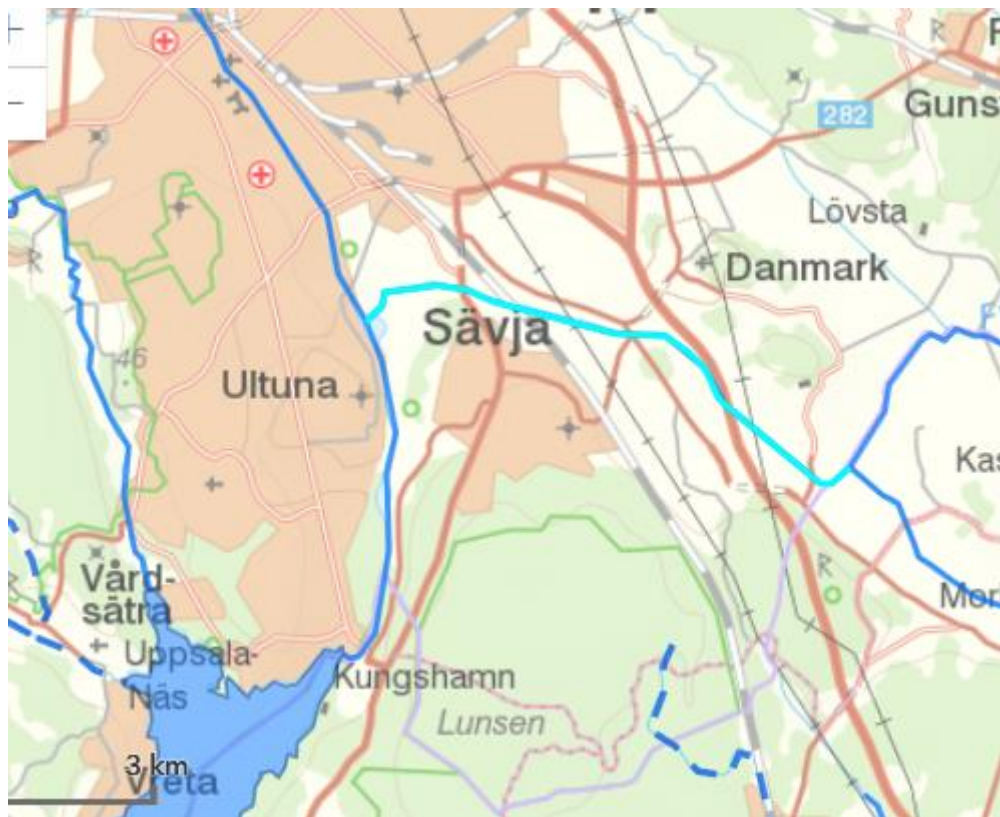 282
Guns
Lövsta
Danmark
Sävja
46
Ultuna
Kas
Vård-
sätra
Mor
Uppsala-
Näs
Kungshamn
Lunsen
3 km
Vreta